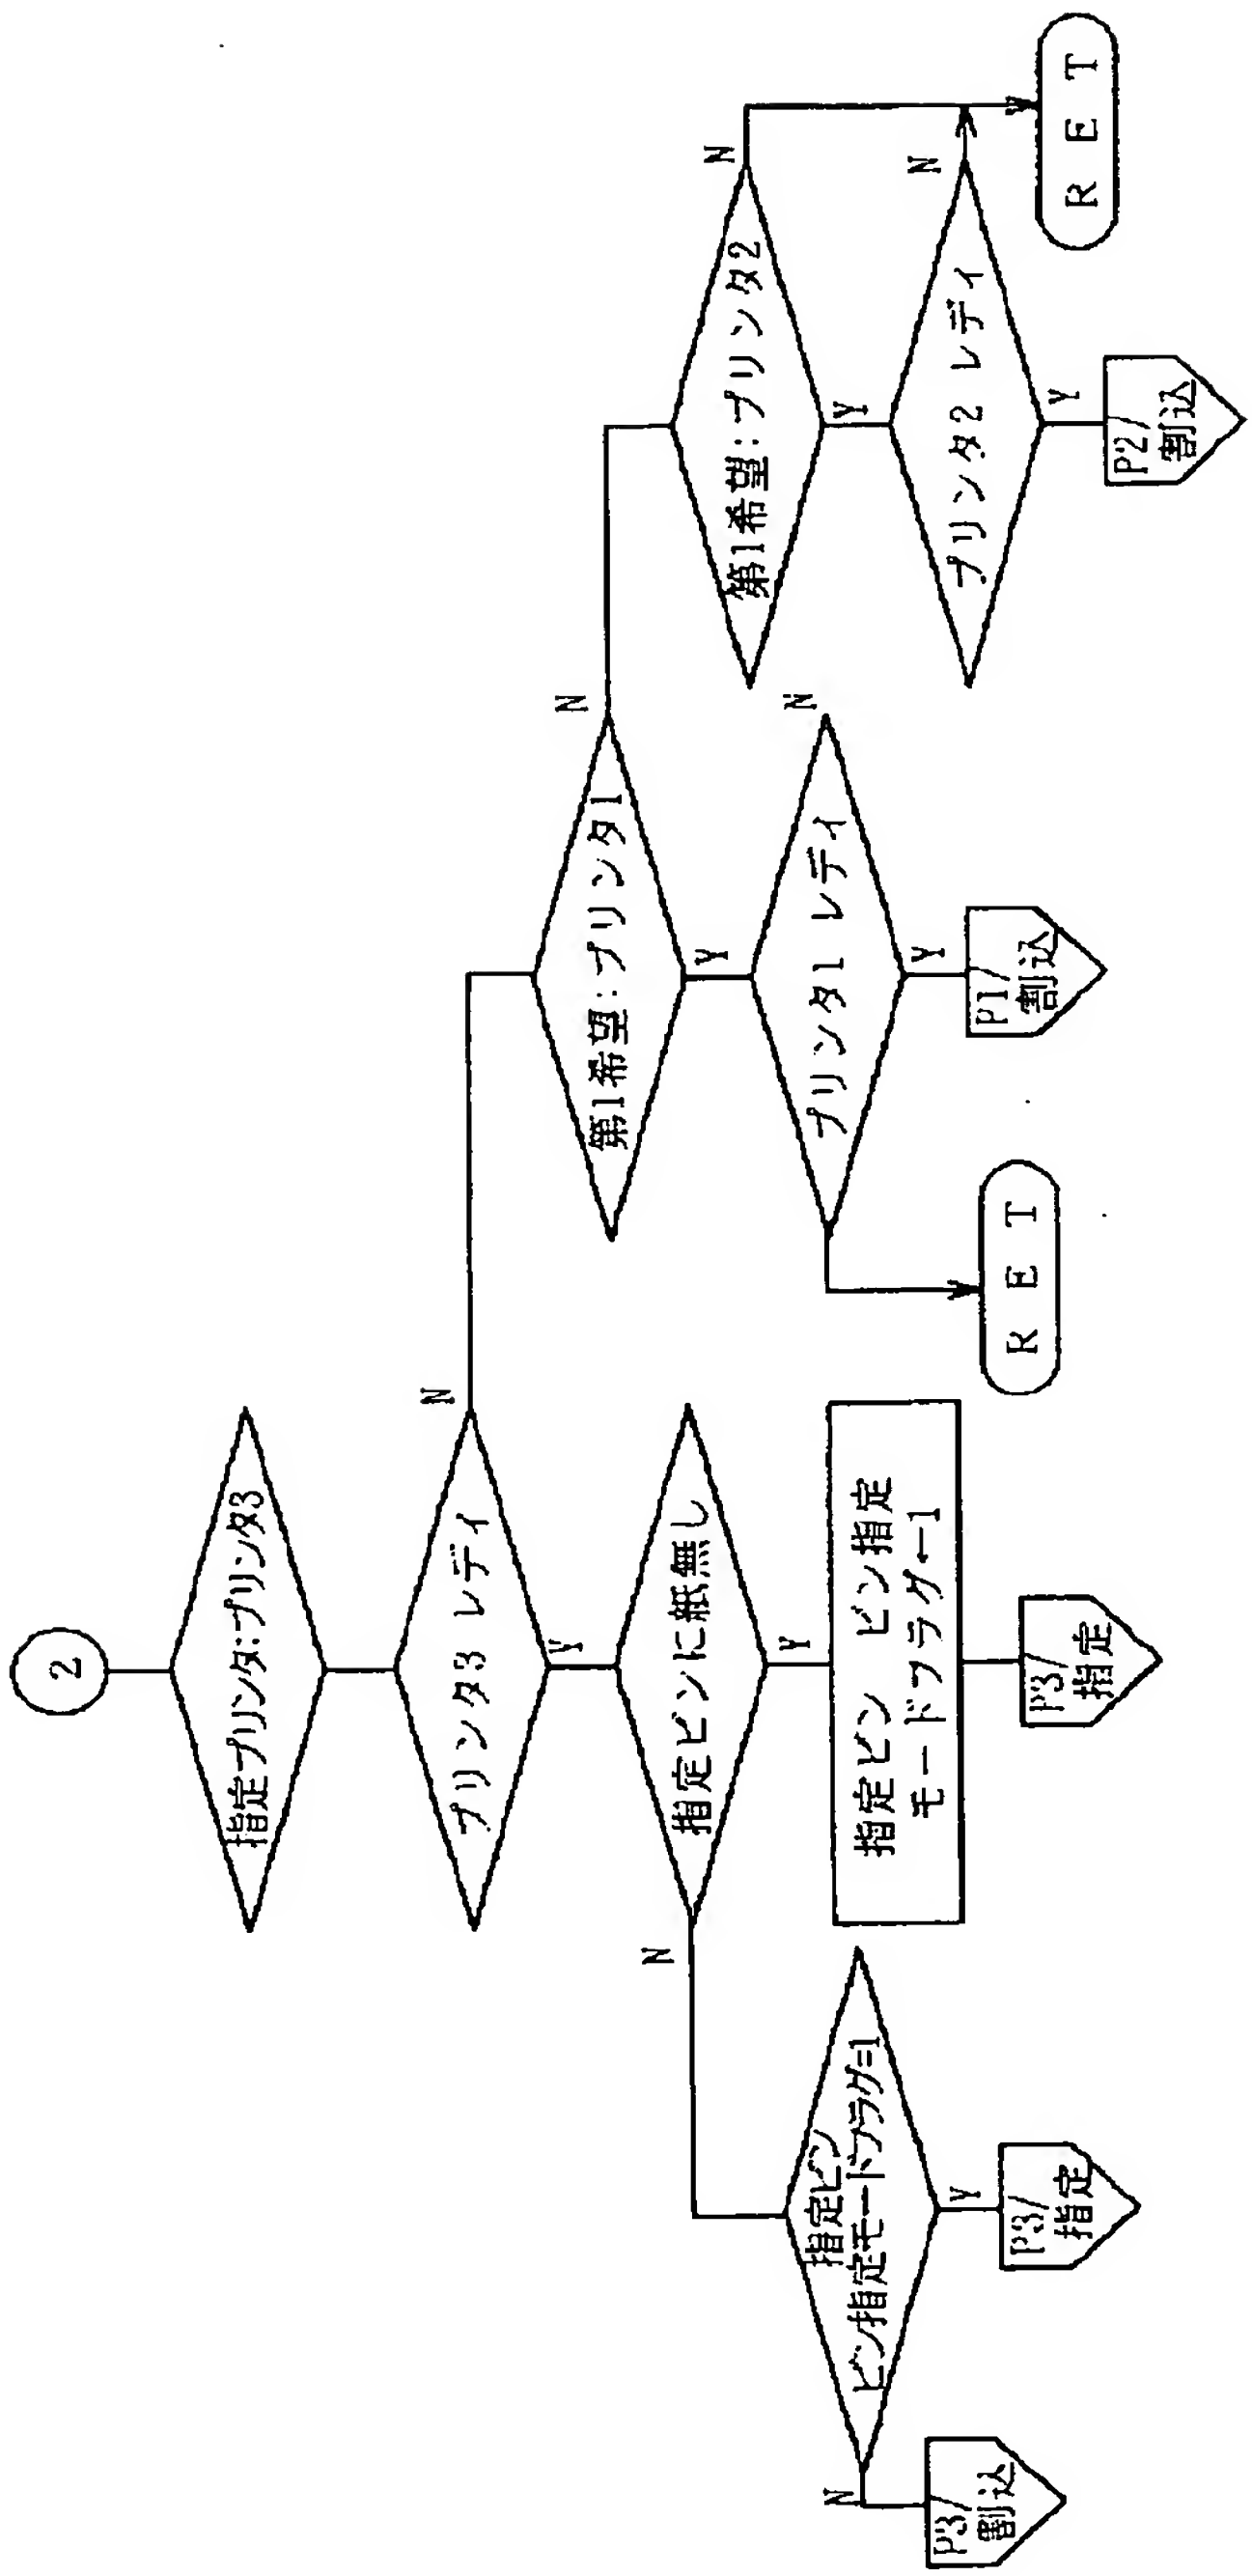 2
指定プリンタ:プリンタ3
プリンタ3 レディ
N
Y
指定ビンに紙無し
N
Y
指定ビン ビン指定
モードフラグ←1
P3/
指定
指定ビン
ビン指定モードフラグ=1
N
Y
P3/
割込
P3/
指定
第1希望:プリンタ1
N
Y
プリンタ1 レディ
N
Y
RET
P1/
割込
第1希望:プリンタ2
N
Y
プリンタ2 レディ
N
Y
RET
P2/
割込